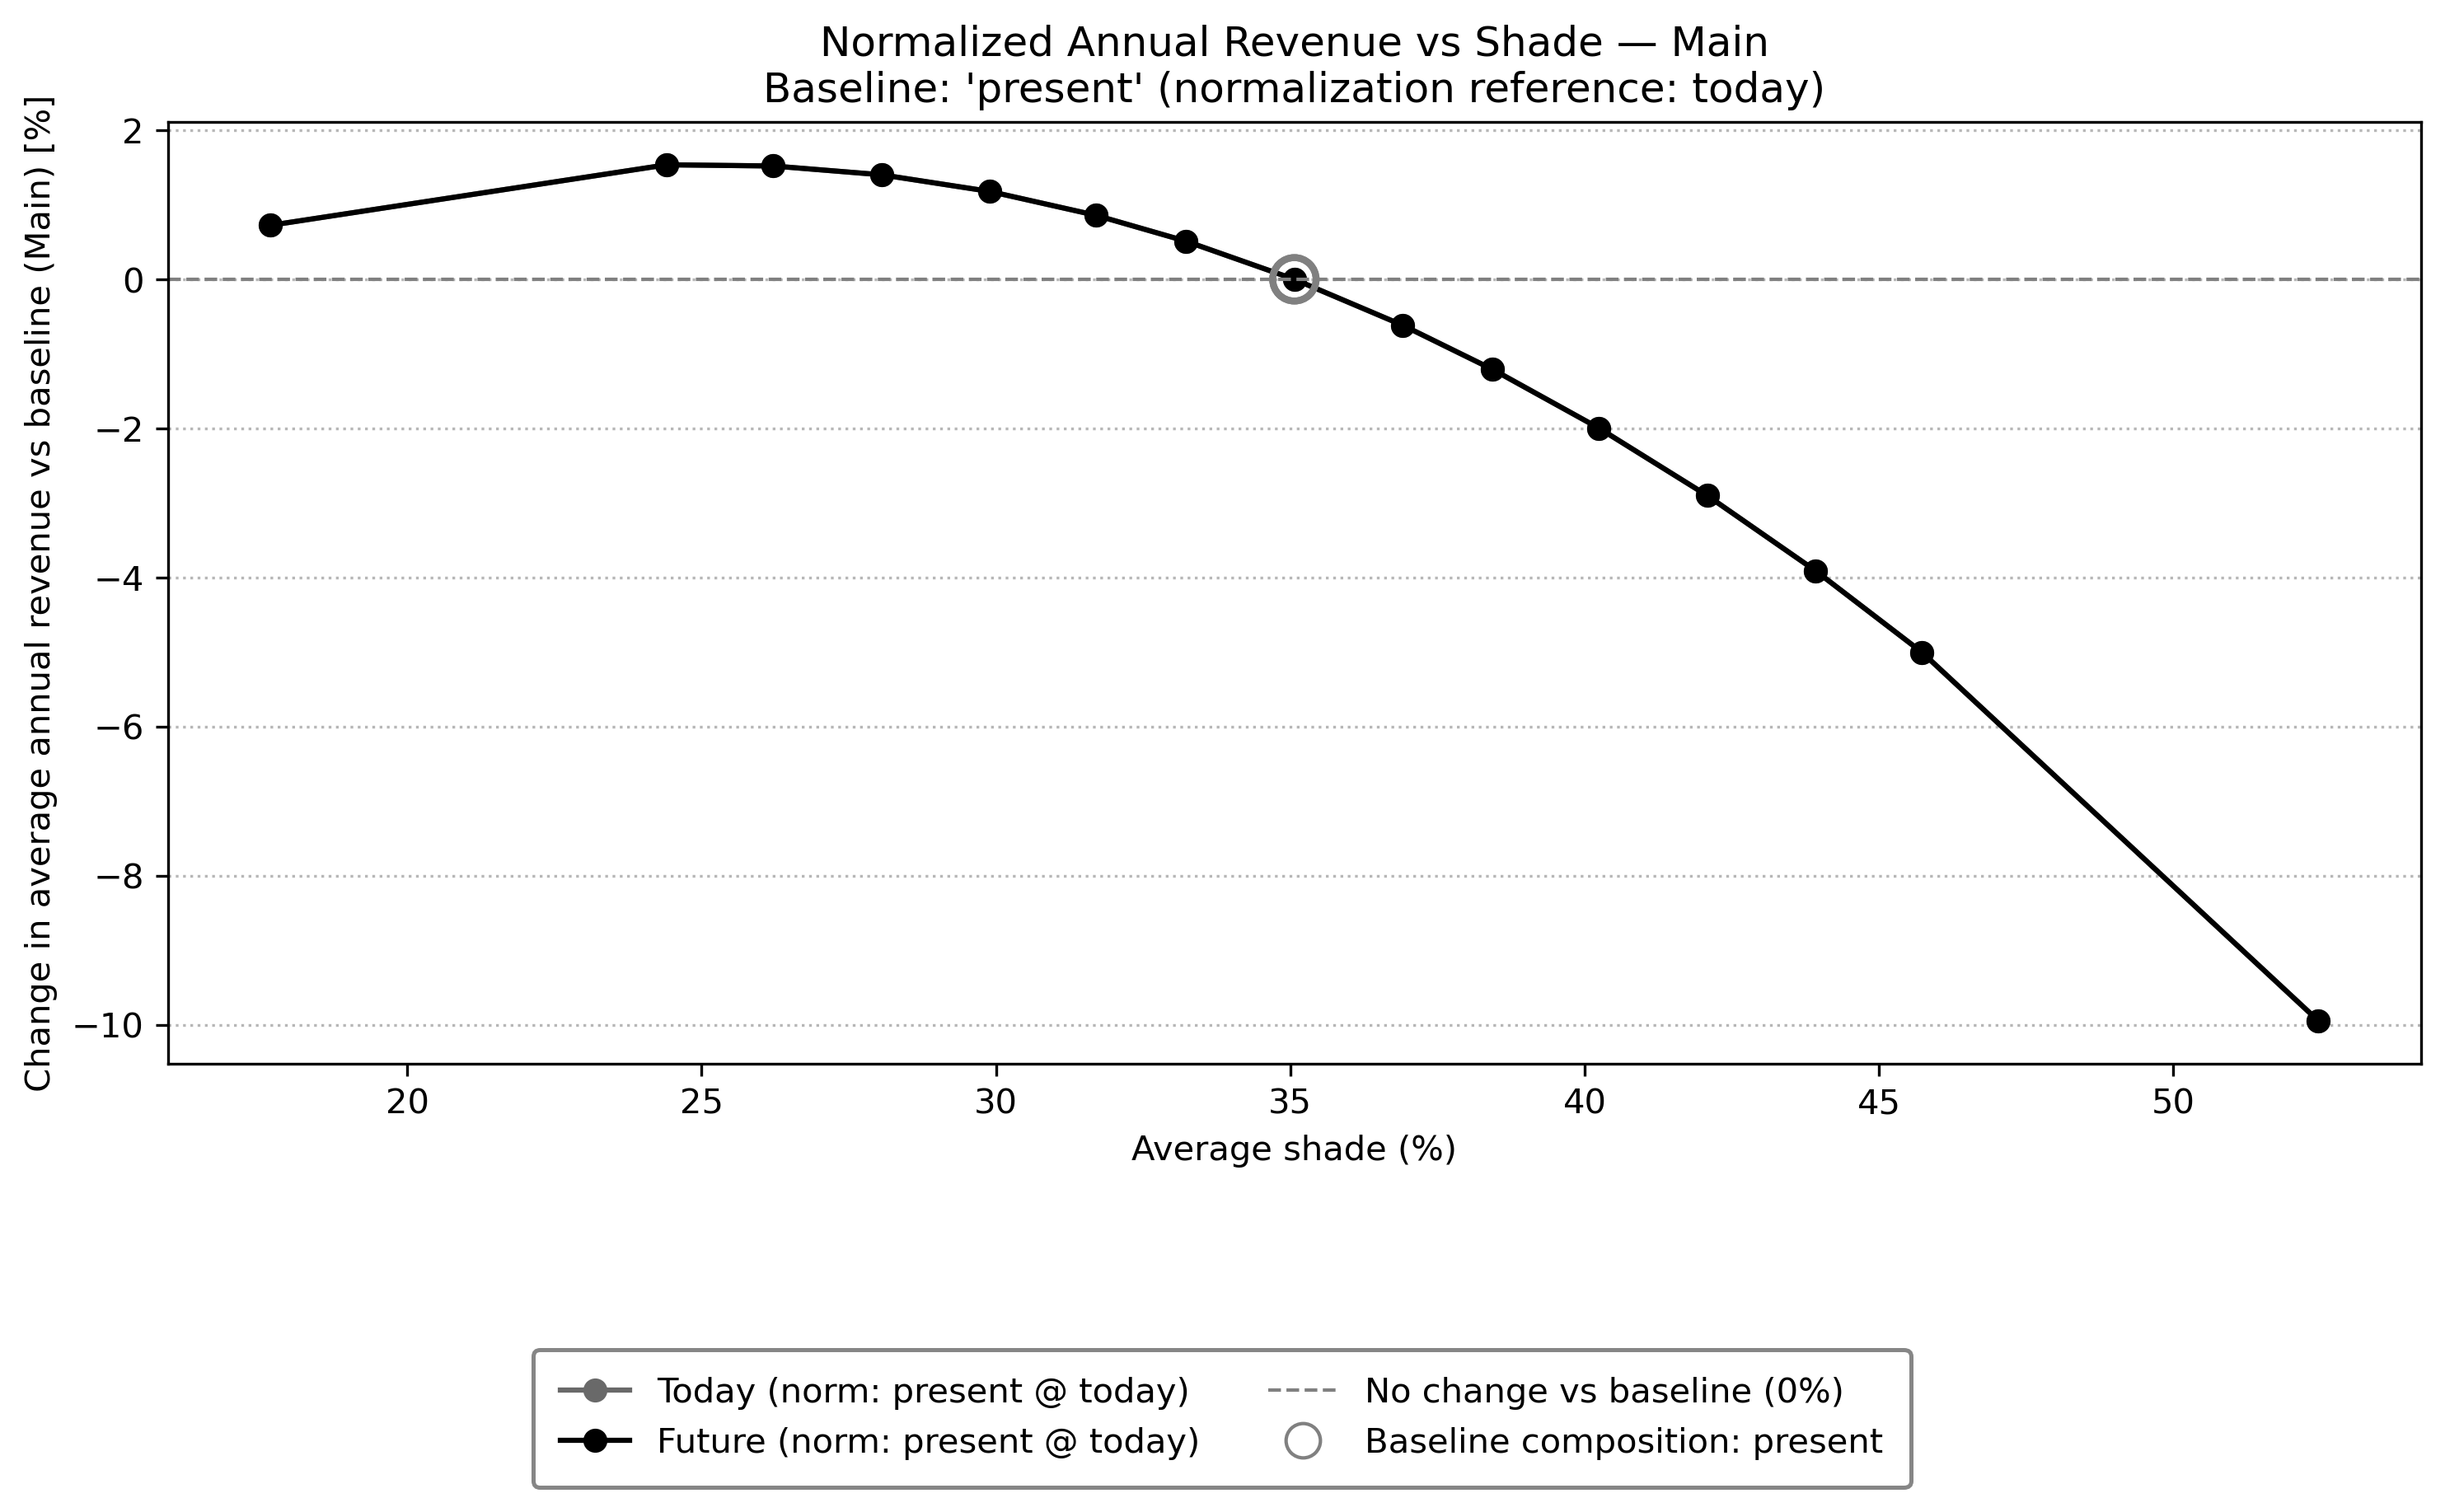 Normalized Annual Revenue vs Shade — Main
Baseline: 'present' (normalization reference: today)
Change in average annual revenue vs baseline (Main) [%]
2
0
−2
−4
−6
−8
−10
20
25
30
35
40
45
50
Average shade (%)
Today (norm: present @ today)
Future (norm: present @ today)
No change vs baseline (0%)
Baseline composition: present